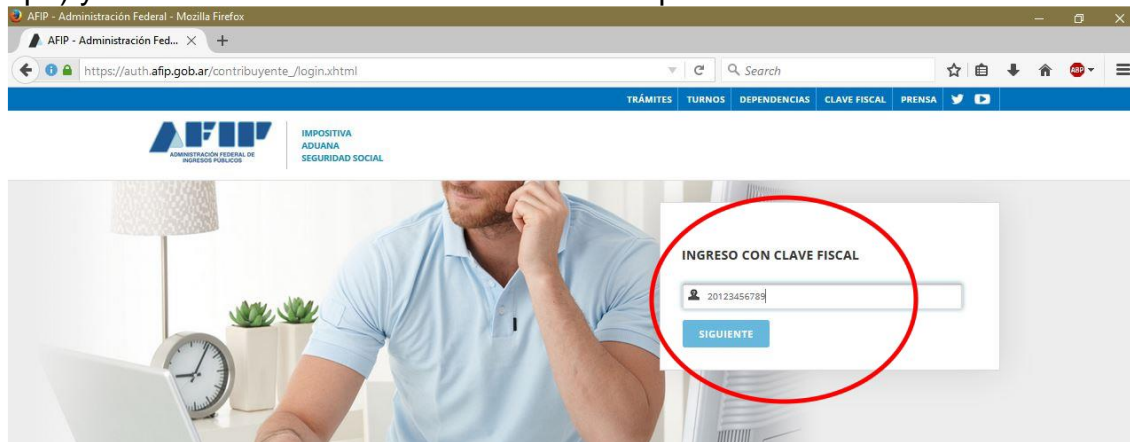 AFIP - Administración Federal - Mozilla Firefox
AFIP - Administración Fed...
https://auth.afip.gob.ar/contribuyente_/login.xhtml
Search
ABP
TRÁMITES TURNOS DEPENDENCIAS CLAVE FISCAL PRENSA
AFIP
ADMINISTRACIÓN FEDERAL DE
INGRESOS PÚBLICOS
IMPOSITIVA
ADUANA
SEGURIDAD SOCIAL
INGRESO CON CLAVE FISCAL
20123456789
SIGUIENTE